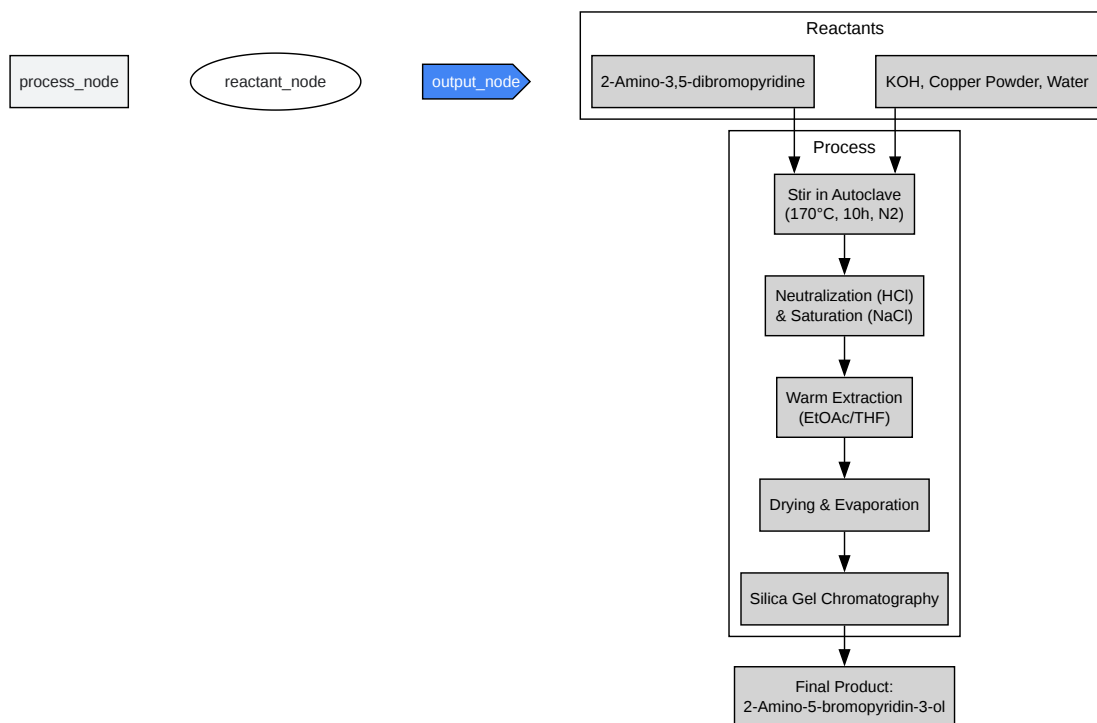 Reactants
process_node
reactant_node
output_node
2-Amino-3,5-dibromopyridine
KOH, Copper Powder, Water
Process
Stir in Autoclave
(170°C, 10h, N2)
Neutralization (HCl)
& Saturation (NaCl)
Warm Extraction
(EtOAc/THF)
Drying & Evaporation
Silica Gel Chromatography
Final Product:
2-Amino-5-bromopyridin-3-ol